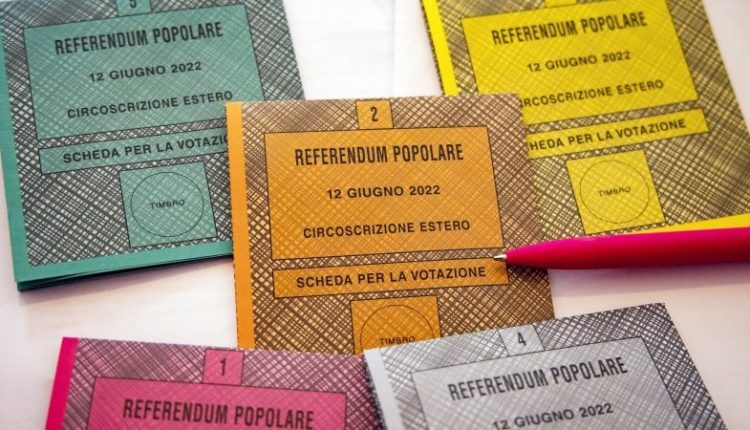 5
REFERENDUM POPOLARE
12 GIUGNO 2022
CIRCOSCRIZIONE ESTERO
SCHEDA PER LA VOTAZI
TIMBRO
REFERENDUM POPOLARE
12 GIUGNO 2022
CIRCOSCRIZIONE ESTERO
SCHEDA PER LA VOTAZIONE
TIMBRO
2
REFERENDUM POPOLARE
12 GIUGNO 2022
CIRCOSCRIZIONE ESTERO
SCHEDA PER LA VOTAZIONE
TIMBRO
1
REFERENDUM POPOLARE
4
REFERENDUM POPOLARE
12 GIUGNO 2022